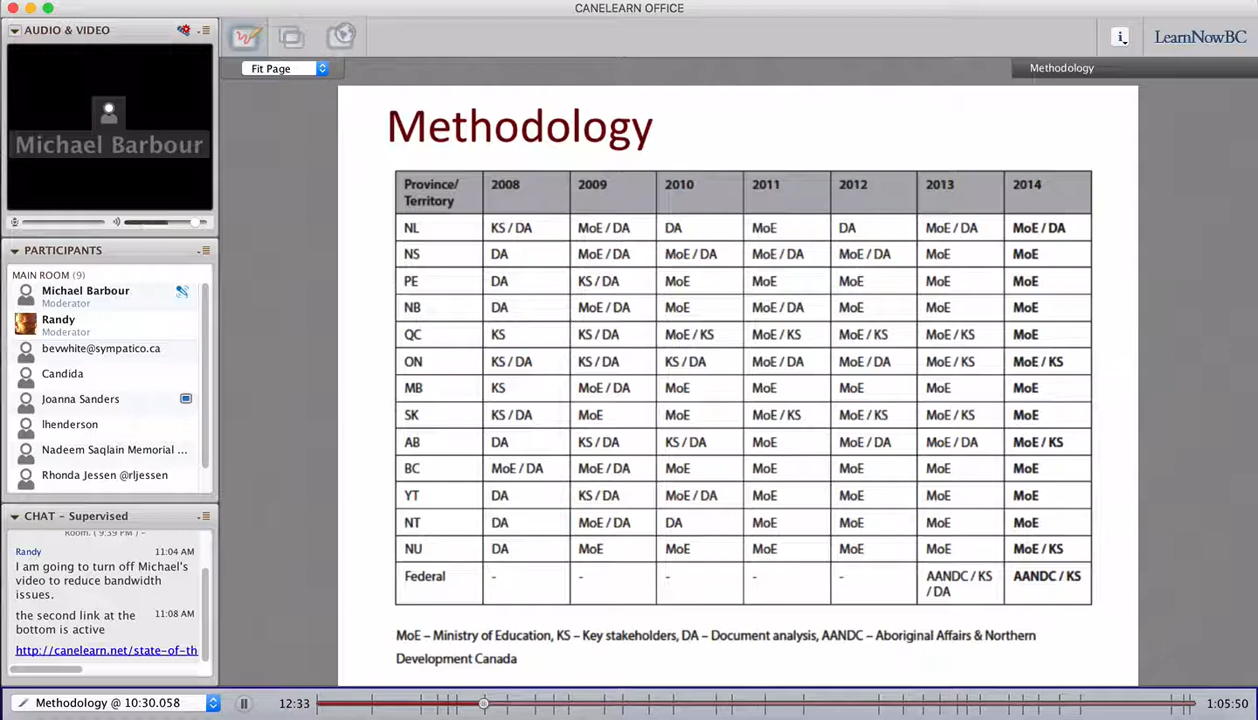 CANELEARN OFFICE
AUDIO & VIDEO
Michael Barbour
PARTICIPANTS
MAIN ROOM (9)
Michael Barbour
Moderator
Randy
Moderator
bevwhite@sympatico.ca
Candida
Joanna Sanders
lhenderson
Nadeem Saqlain Memorial ...
Rhonda Jessen @rljessen
CHAT - Supervised
Room. ( 9:39 PM ) -
Randy 11:04 AM
I am going to turn off Michael's
video to reduce bandwidth
issues.
the second link at the 11:08 AM
bottom is active
http://canelearn.net/state-of-th
Fit Page
i
LearnNowBC
Methodology
Methodology
Province/ Territory 2008 2009 2010 2011 2012 2013 2014
NL KS / DA MoE / DA DA MoE DA MoE / DA MoE / DA
NS DA MoE / DA MoE / DA MoE / DA MoE / DA MoE MoE
PE DA KS / DA MoE MoE MoE MoE MoE
NB DA MoE / DA MoE MoE / DA MoE MoE MoE
QC KS KS / DA MoE / KS MoE / KS MoE / KS MoE / KS MoE
ON KS / DA KS / DA KS / DA MoE / DA MoE / DA MoE / KS MoE / KS
MB KS MoE / DA MoE MoE MoE MoE MoE
SK KS / DA MoE MoE MoE / KS MoE / KS MoE / KS MoE
AB DA KS / DA KS / DA MoE MoE / DA MoE / DA MoE / KS
BC MoE / DA MoE / DA MoE MoE MoE MoE MoE
YT DA KS / DA MoE / DA MoE MoE MoE MoE
NT DA MoE / DA DA MoE MoE MoE MoE
NU DA MoE MoE MoE MoE MoE MoE / KS
Federal - - - - - AANDC / KS / DA AANDC / KS
MoE – Ministry of Education, KS – Key stakeholders, DA – Document analysis, AANDC – Aboriginal Affairs & Northern
Development Canada
Methodology @ 10:30.058
12:33
1:05:50